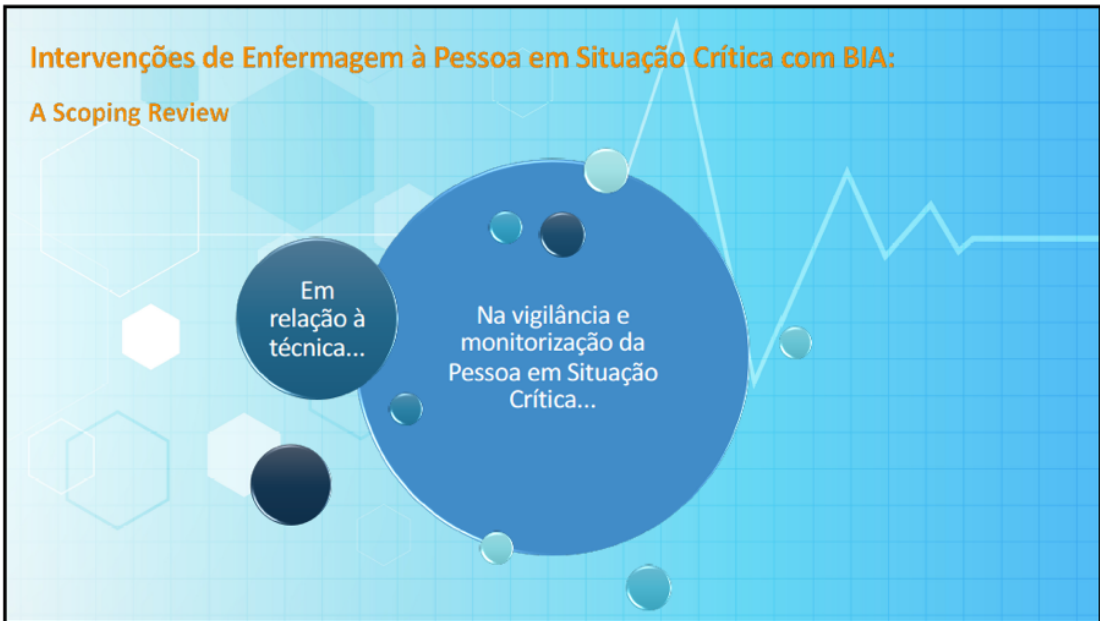 Intervenções de Enfermagem à Pessoa em Situação Crítica com BIA:
A Scoping Review
Em
relação à
técnica...
Na vigilância e
monitorização da
Pessoa em Situação
Crítica...